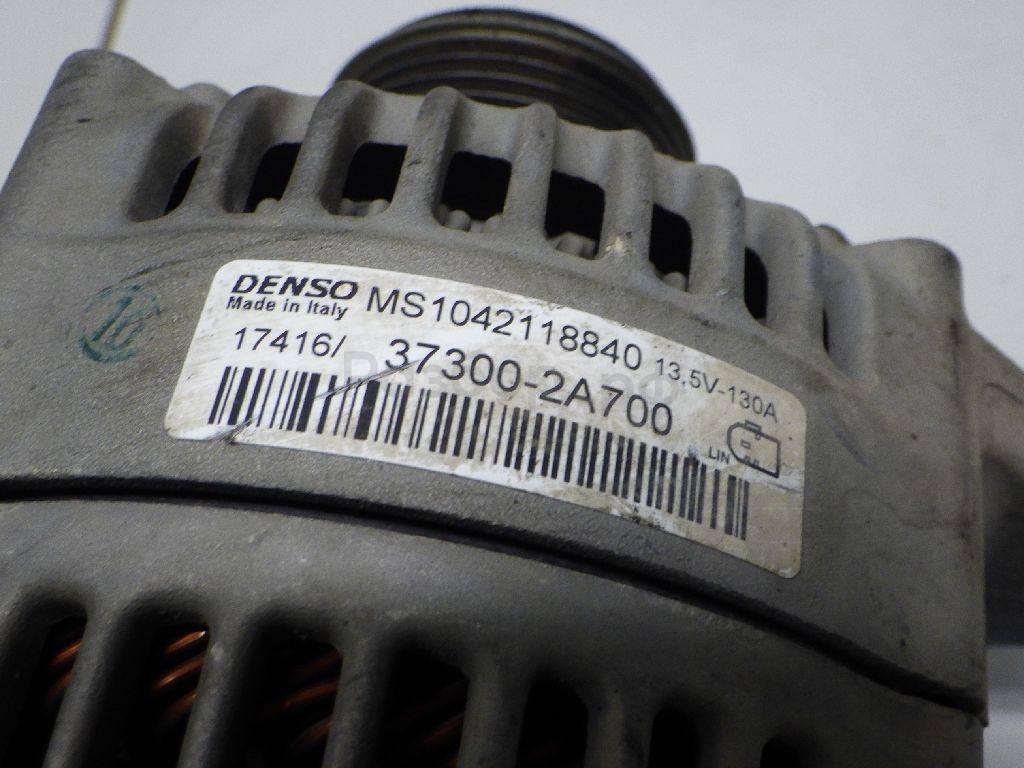 DENSO MS1042118840 13.5V-130A
Made in Italy
17416/ 37300-2A700
LIN